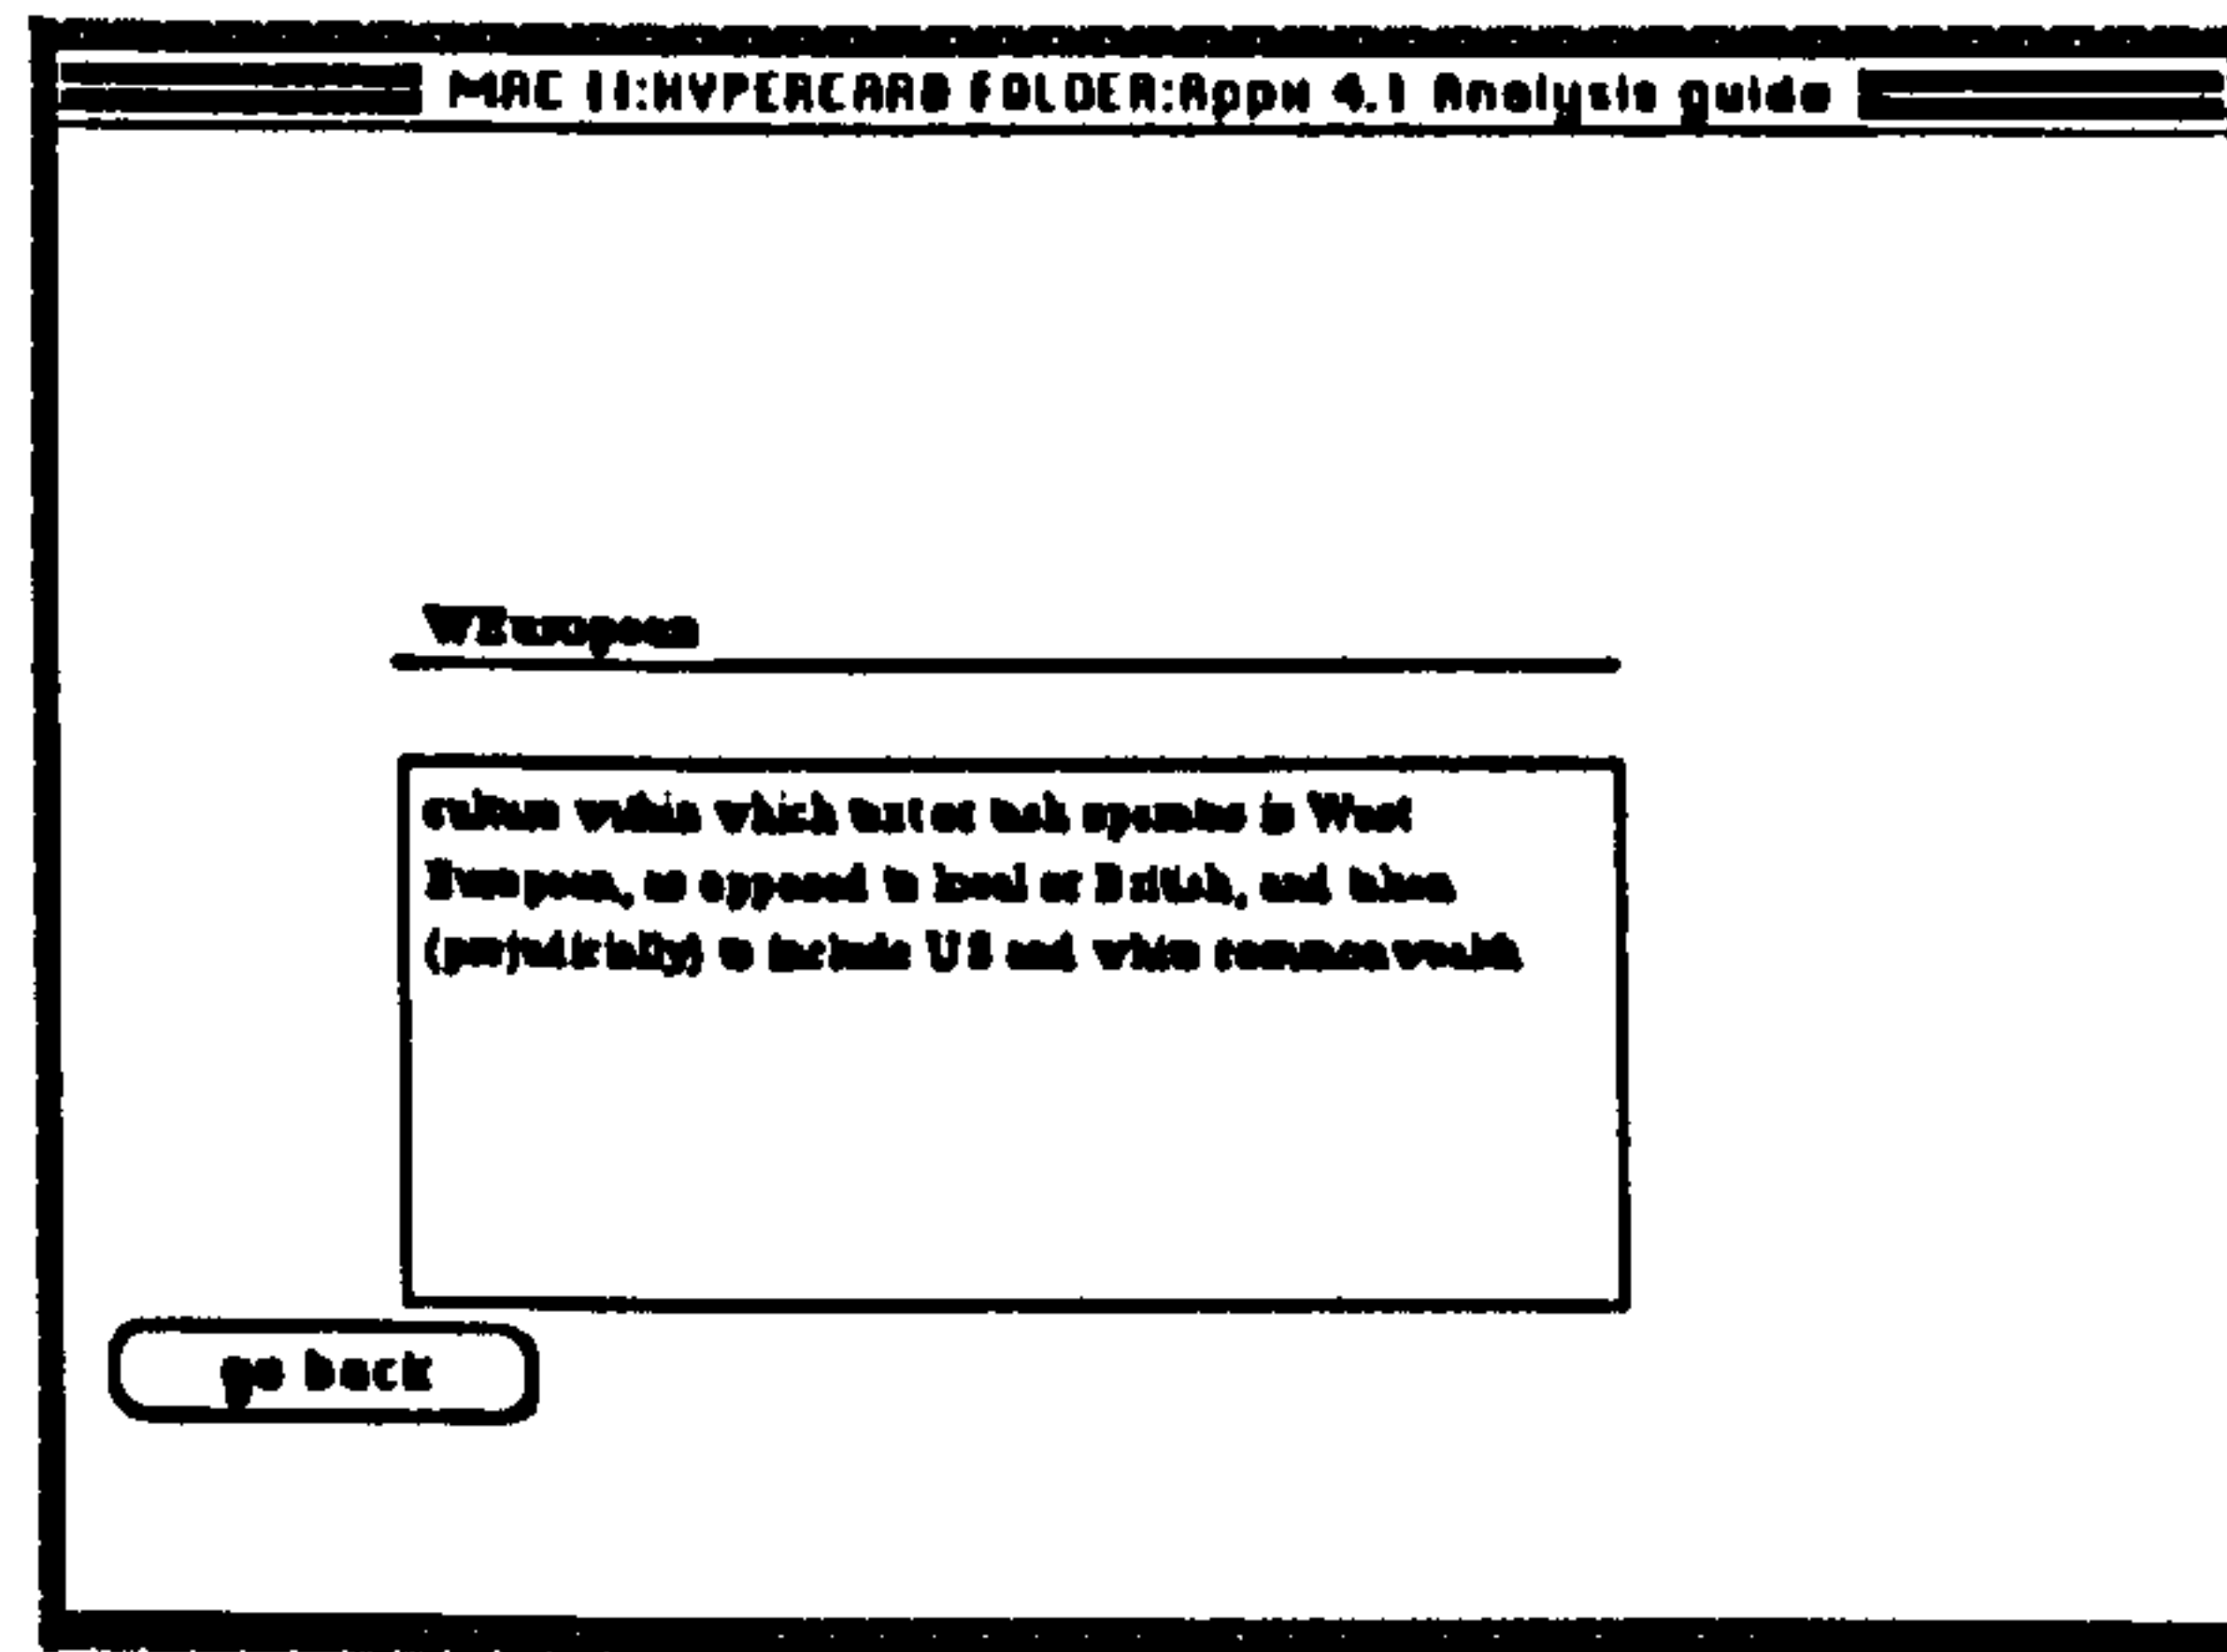 MAC II:HYPERCARD FOLDER:Appx 4.1 Analysis guide
WEuropean
culture within which text or task operates is West
European, as opposed to local or British, and taken
(prejudicially) to include US and white commonwealth
go back